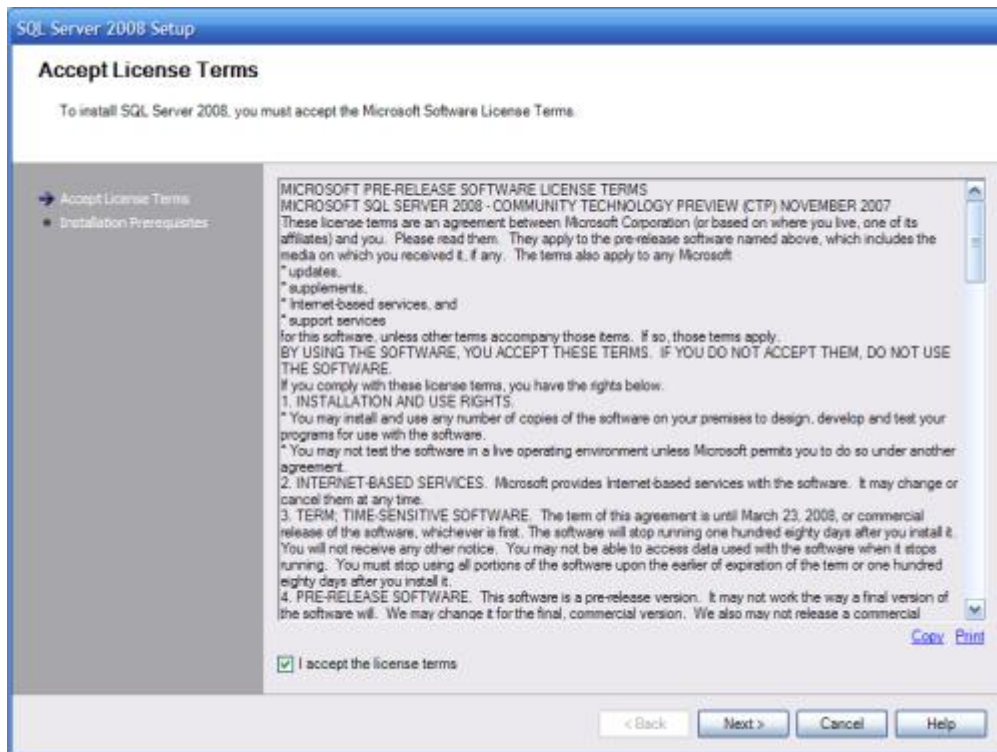 SQL Server 2008 Setup
Accept License Terms
To install SQL Server 2008, you must accept the Microsoft Software License Terms.
Accept License Terms
Installation Prerequisites
MICROSOFT PRE-RELEASE SOFTWARE LICENSE TERMS
MICROSOFT SQL SERVER 2008 - COMMUNITY TECHNOLOGY PREVIEW (CTP) NOVEMBER 2007
These license terms are an agreement between Microsoft Corporation (or based on where you live, one of its
affiliates) and you. Please read them. They apply to the pre-release software named above, which includes the
media on which you received it, if any. The terms also apply to any Microsoft
* updates,
* supplements,
* Internet-based services, and
* support services
for this software, unless other terms accompany those items. If so, those terms apply.
BY USING THE SOFTWARE, YOU ACCEPT THESE TERMS. IF YOU DO NOT ACCEPT THEM, DO NOT USE
THE SOFTWARE.
If you comply with these license terms, you have the rights below.
1. INSTALLATION AND USE RIGHTS.
* You may install and use any number of copies of the software on your premises to design, develop and test your
programs for use with the software.
* You may not test the software in a live operating environment unless Microsoft permits you to do so under another
agreement.
2. INTERNET-BASED SERVICES. Microsoft provides Internet-based services with the software. It may change or
cancel them at any time.
3. TERM; TIME-SENSITIVE SOFTWARE. The term of this agreement is until March 23, 2008, or commercial
release of the software, whichever is first. The software will stop running one hundred eighty days after you install it.
You will not receive any other notice. You may not be able to access data used with the software when it stops
running. You must stop using all portions of the software upon the earlier of expiration of the term or one hundred
eighty days after you install it.
4. PRE-RELEASE SOFTWARE. This software is a pre-release version. It may not work the way a final version of
the software will. We may change it for the final, commercial version. We also may not release a commercial
Copy Print
I accept the license terms
< Back Next > Cancel Help